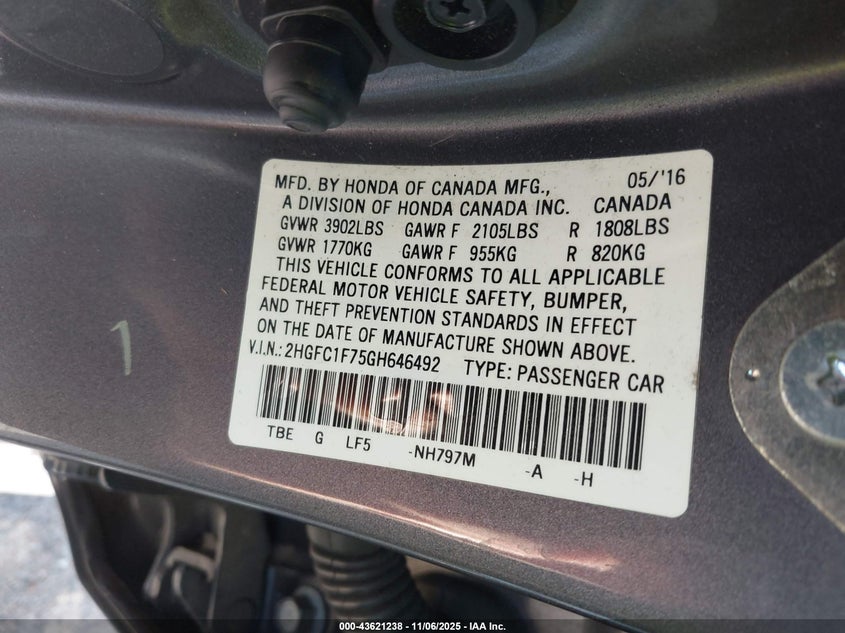 MFD. BY HONDA OF CANADA MFG., 05/'16
A DIVISION OF HONDA CANADA INC. CANADA
GVWR 3902LBS GAWR F 2105LBS R 1808LBS
GVWR 1770KG GAWR F 955KG R 820KG
THIS VEHICLE CONFORMS TO ALL APPLICABLE
FEDERAL MOTOR VEHICLE SAFETY, BUMPER,
AND THEFT PREVENTION STANDARDS IN EFFECT
ON THE DATE OF MANUFACTURE SHOWN ABOVE.
V.I.N.: 2HGFC1F75GH646492 TYPE: PASSENGER CAR
TBE G LF5 -NH797M -A -H
1
000-43621238 - 11/06/2025 - IAA Inc.